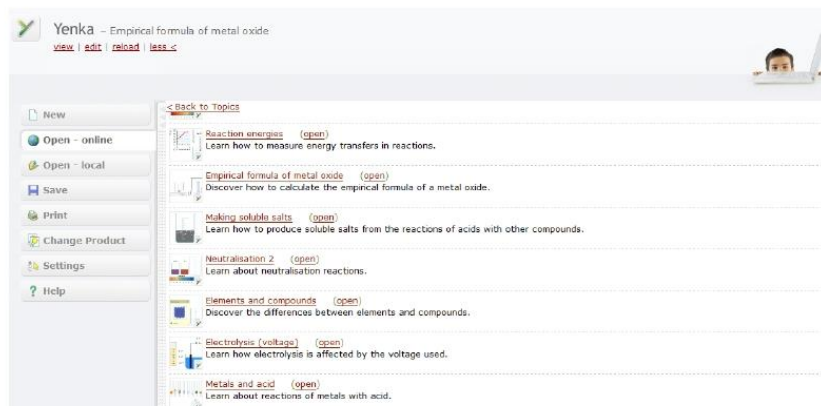 Yenka – Empirical formula of metal oxide
view | edit | reload | less <
< Back to Topics
New
Open - online
Open - local
Save
Print
Change Product
Settings
? Help
Reaction energies (open)
Learn how to measure energy transfers in reactions.
Empirical formula of metal oxide (open)
Discover how to calculate the empirical formula of a metal oxide.
Making soluble salts (open)
Learn how to produce soluble salts from the reactions of acids with other compounds.
Neutralisation 2 (open)
Learn about neutralisation reactions.
Elements and compounds (open)
Discover the differences between elements and compounds.
Electrolysis (voltage) (open)
Learn how electrolysis is affected by the voltage used.
Metals and acid (open)
Learn about reactions of metals with acid.